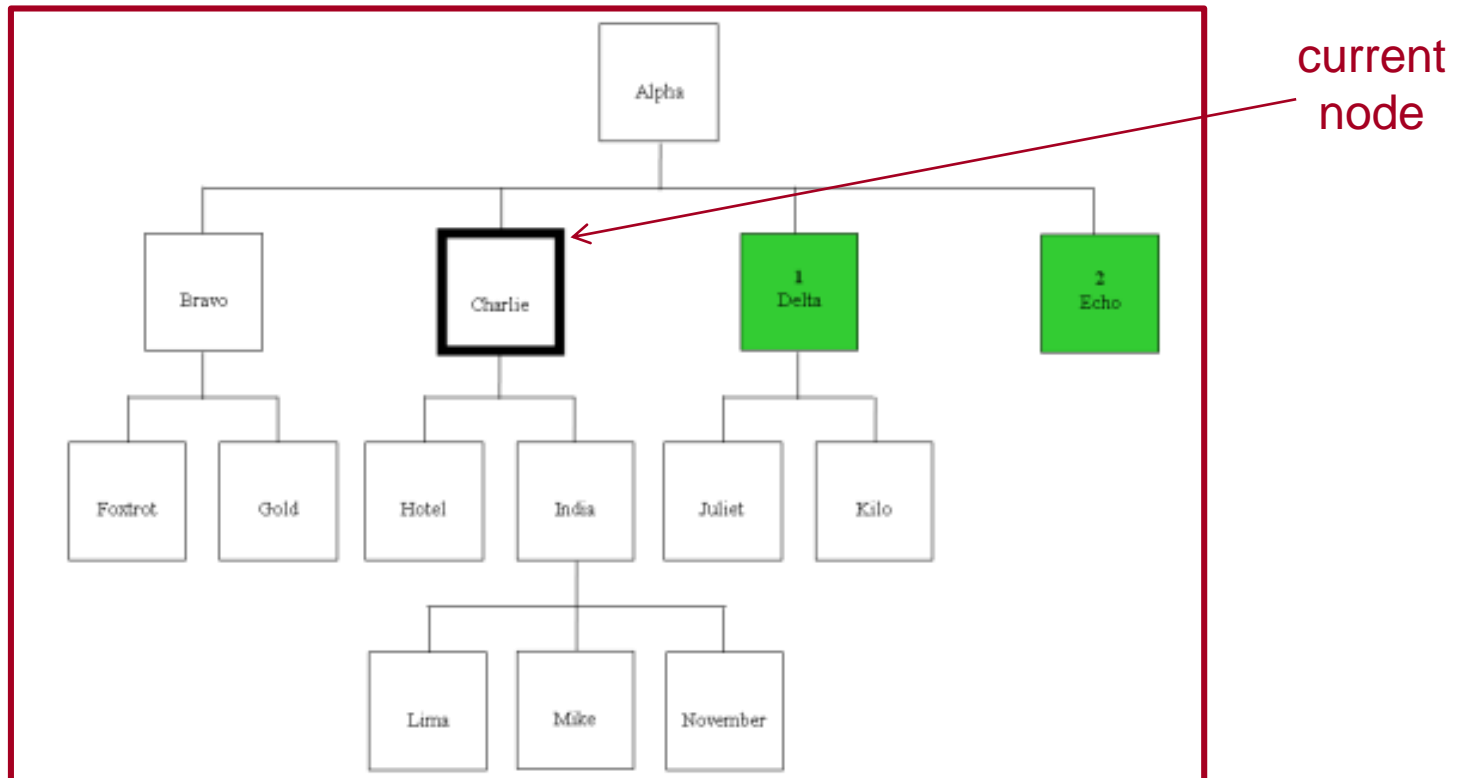 current
node
Alpha
Bravo
Charlie
1
Delta
2
Echo
Foxtrot
Gold
Hotel
India
Juliet
Kilo
Lima
Mike
November